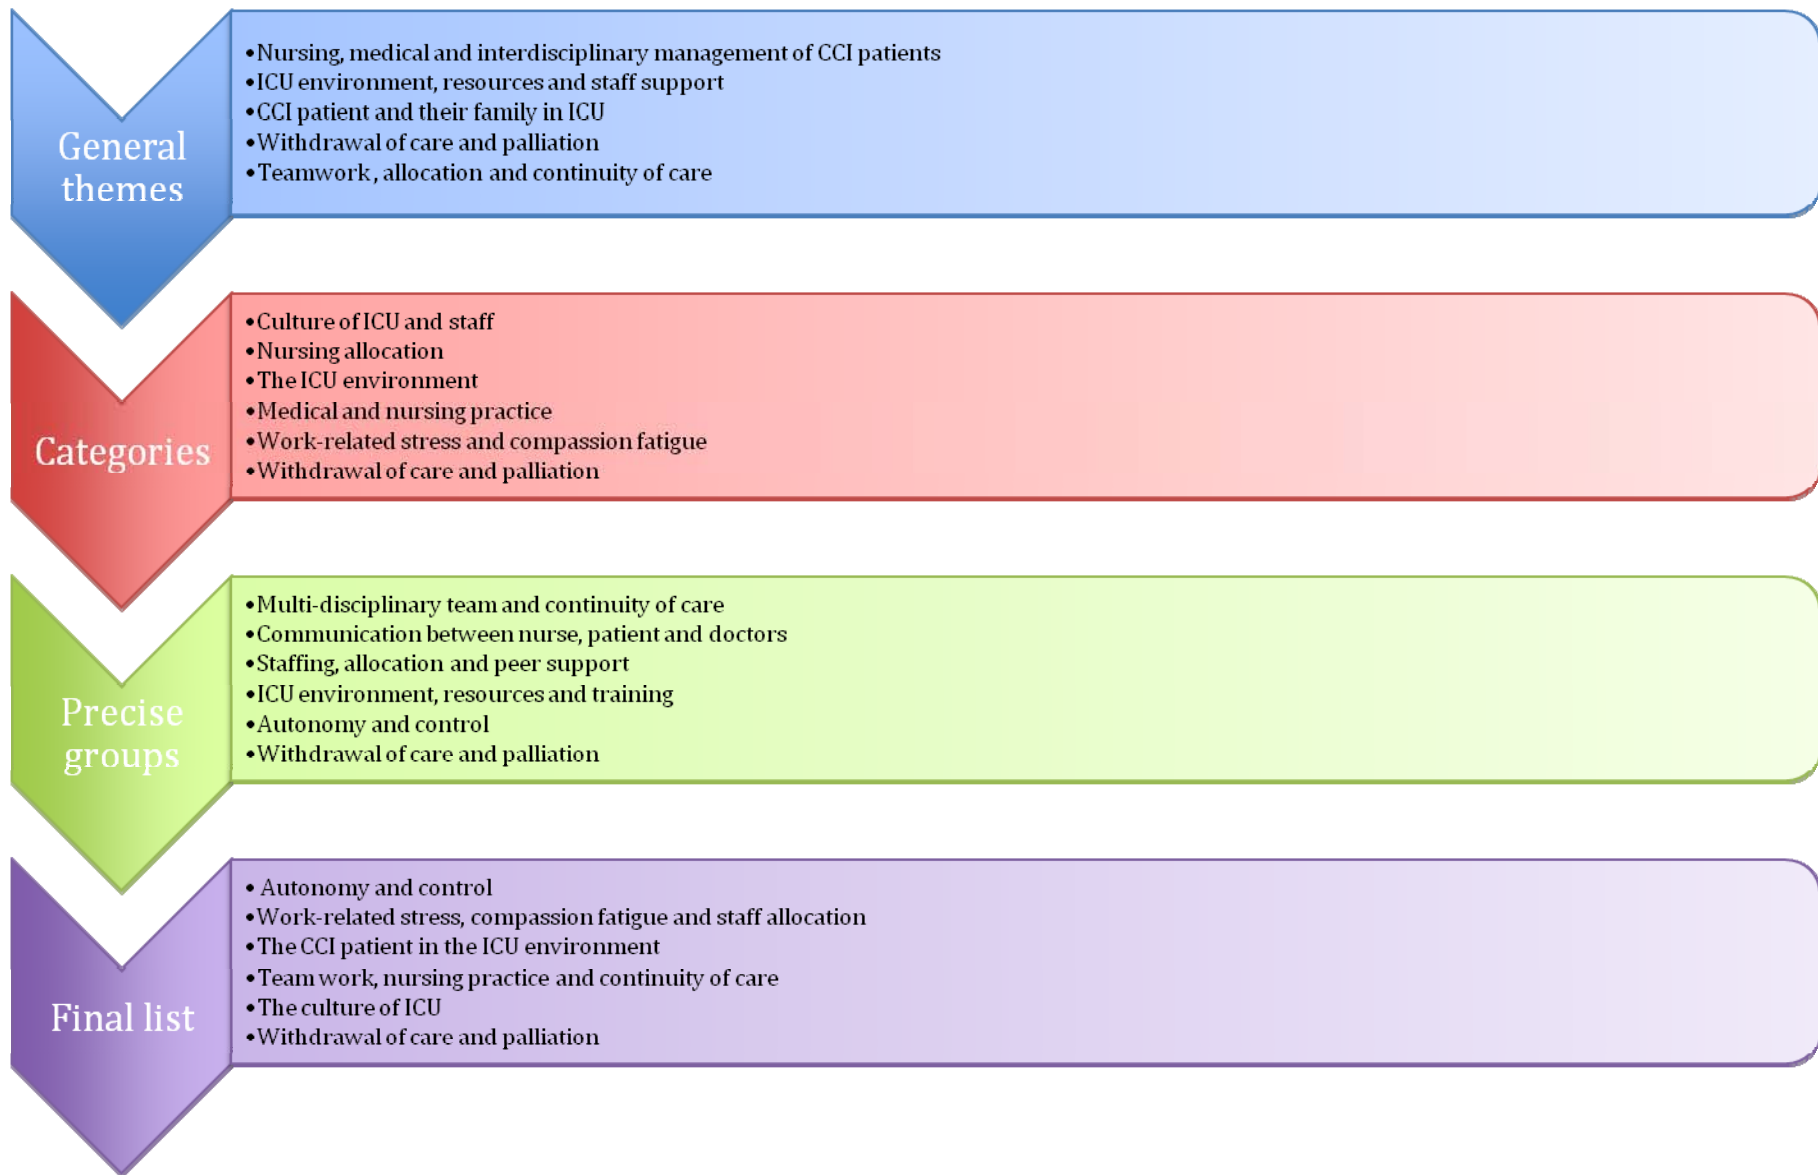 General
themes
•Nursing, medical and interdisciplinary management of CCI patients
•ICU environment, resources and staff support
•CCI patient and their family in ICU
•Withdrawal of care and palliation
•Teamwork, allocation and continuity of care
Categories
•Culture of ICU and staff
•Nursing allocation
•The ICU environment
•Medical and nursing practice
•Work-related stress and compassion fatigue
•Withdrawal of care and palliation
Precise
groups
•Multi-disciplinary team and continuity of care
•Communication between nurse, patient and doctors
•Staffing, allocation and peer support
•ICU environment, resources and training
•Autonomy and control
•Withdrawal of care and palliation
Final list
• Autonomy and control
•Work-related stress, compassion fatigue and staff allocation
•The CCI patient in the ICU environment
•Team work, nursing practice and continuity of care
•The culture of ICU
•Withdrawal of care and palliation